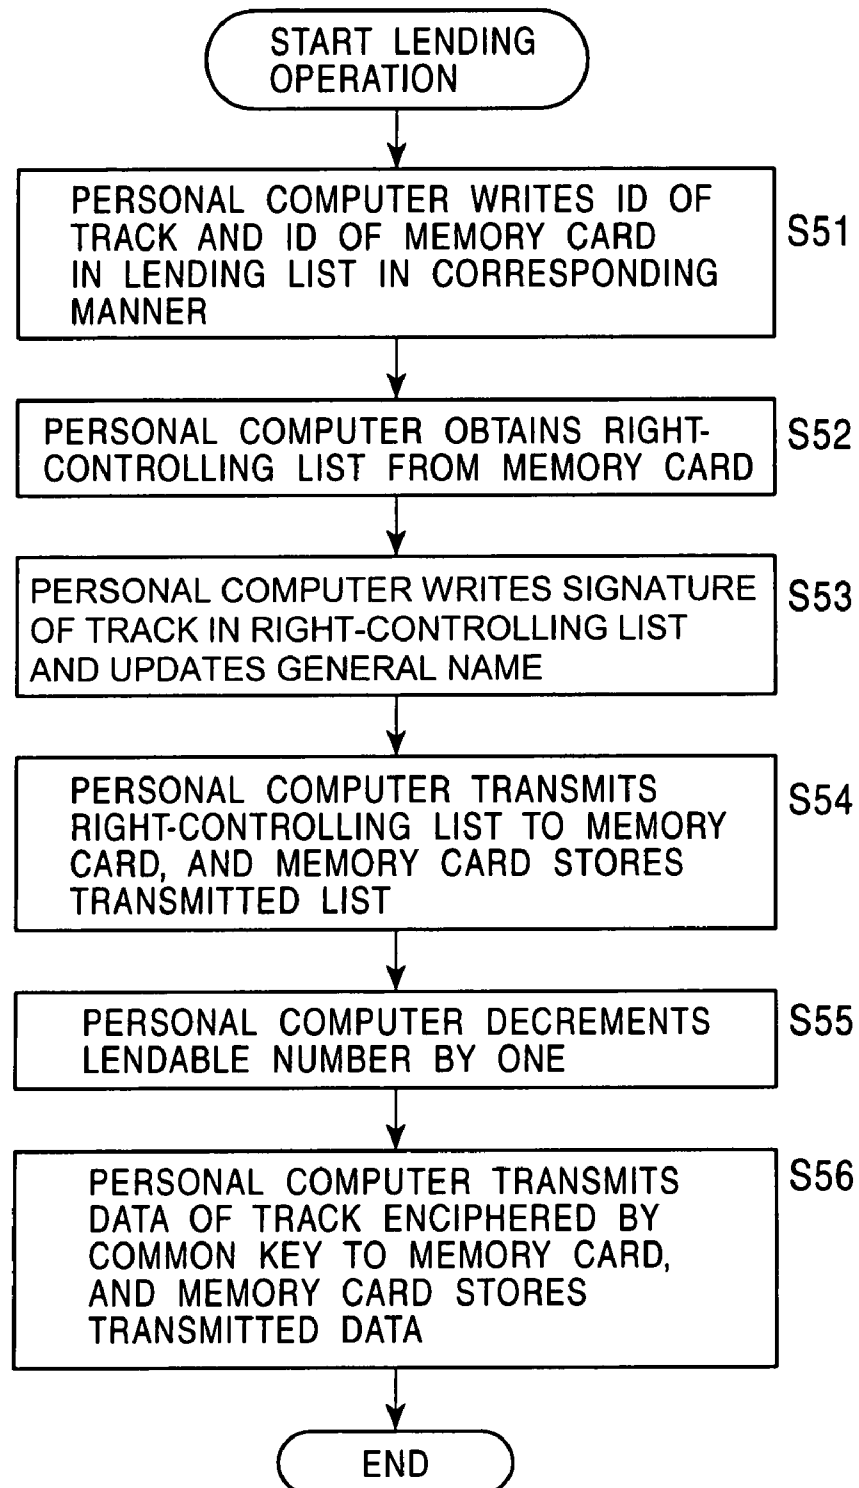 START LENDING
OPERATION
PERSONAL COMPUTER WRITES ID OF
TRACK AND ID OF MEMORY CARD
IN LENDING LIST IN CORRESPONDING
MANNER
S51
PERSONAL COMPUTER OBTAINS RIGHT-
CONTROLLING LIST FROM MEMORY CARD
S52
PERSONAL COMPUTER WRITES SIGNATURE
OF TRACK IN RIGHT-CONTROLLING LIST
AND UPDATES GENERAL NAME
S53
PERSONAL COMPUTER TRANSMITS
RIGHT-CONTROLLING LIST TO MEMORY
CARD, AND MEMORY CARD STORES
TRANSMITTED LIST
S54
PERSONAL COMPUTER DECREMENTS
LENDABLE NUMBER BY ONE
S55
PERSONAL COMPUTER TRANSMITS
DATA OF TRACK ENCIPHERED BY
COMMON KEY TO MEMORY CARD,
AND MEMORY CARD STORES
TRANSMITTED DATA
S56
END